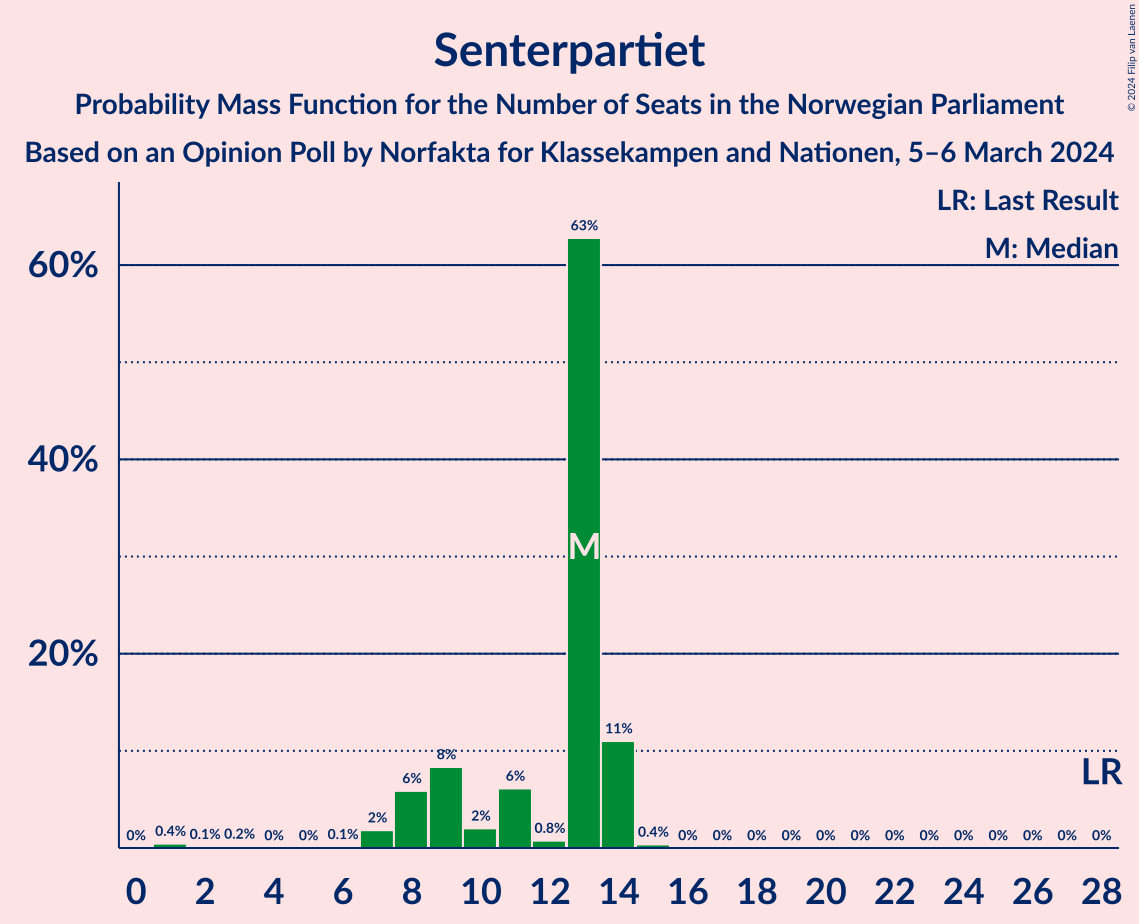 Senterpartiet
Probability Mass Function for the Number of Seats in the Norwegian Parliament
Based on an Opinion Poll by Norfakta for Klassekampen and Nationen, 5–6 March 2024
© 2024 Filip van Laenen
LR: Last Result
M: Median
60%
40%
20%
0% 0.4% 0.1% 0.2% 0% 0% 0.1% 2% 6% 8% 2% 6% 0.8% 63% 11% 0.4% 0% 0% 0% 0% 0% 0% 0% 0% 0% 0% 0% 0% 0%
M
LR
0 2 4 6 8 10 12 14 16 18 20 22 24 26 28